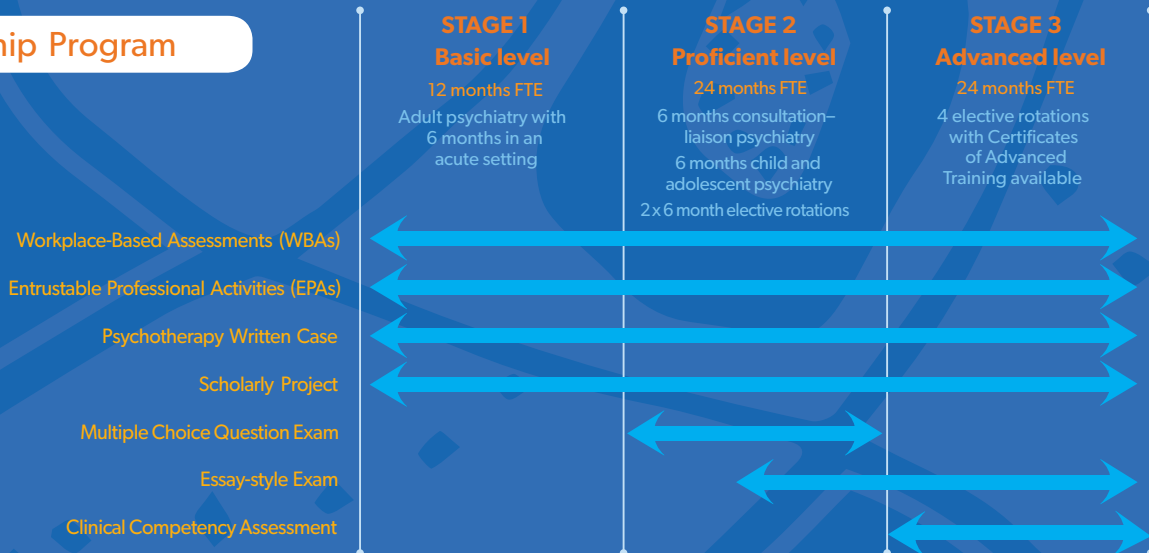 Program
STAGE 1
Basic level
12 months FTE
Adult psychiatry with
6 months in an
acute setting
STAGE 2
Proficient level
24 months FTE
6 months consultation–
liaison psychiatry
6 months child and
adolescent psychiatry
2 x 6 month elective rotations
STAGE 3
Advanced level
24 months FTE
4 elective rotations
with Certificates
of Advanced
Training available
Workplace-Based Assessments (WBAs)
Entrustable Professional Activities (EPAs)
Psychotherapy Written Case
Scholarly Project
Multiple Choice Question Exam
Essay-style Exam
Clinical Competency Assessment